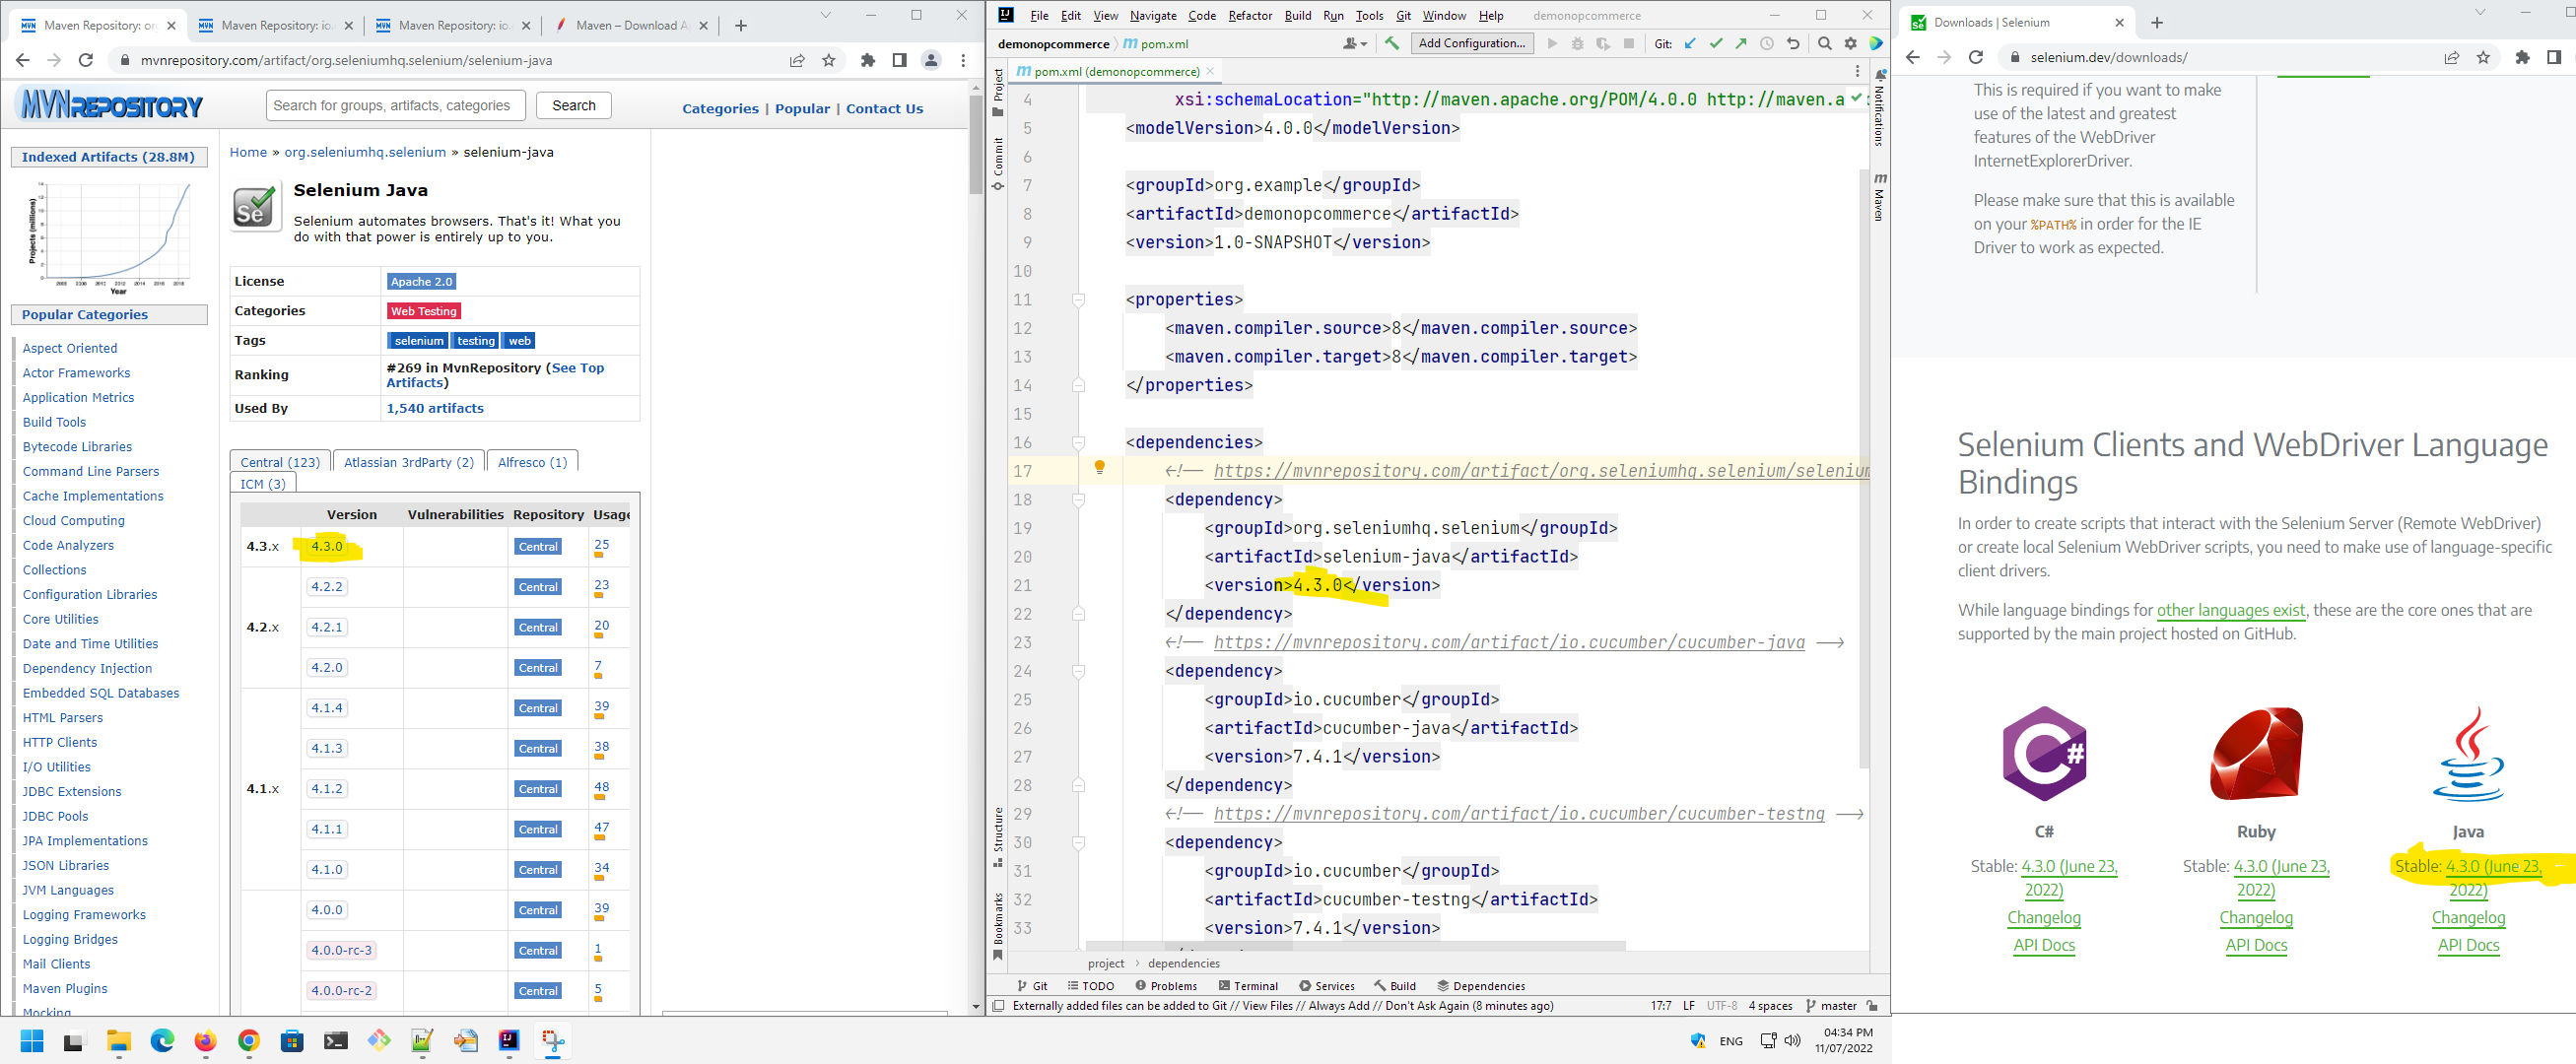 Maven Repository: or
Maven Repository: io.
Maven Repository: io.
Maven – Download A
mvnrepository.com/artifact/org.seleniumhq.selenium/selenium-java
MVNREPOSITORY
Search for groups, artifacts, categories
Search
Categories | Popular | Contact Us
Indexed Artifacts (28.8M)
Projects (millions)
Year
Popular Categories
Aspect Oriented
Actor Frameworks
Application Metrics
Build Tools
Bytecode Libraries
Command Line Parsers
Cache Implementations
Cloud Computing
Code Analyzers
Collections
Configuration Libraries
Core Utilities
Date and Time Utilities
Dependency Injection
Embedded SQL Databases
HTML Parsers
HTTP Clients
I/O Utilities
JDBC Extensions
JDBC Pools
JPA Implementations
JSON Libraries
JVM Languages
Logging Frameworks
Logging Bridges
Mail Clients
Maven Plugins
Mocking
Home » org.seleniumhq.selenium » selenium-java
Se
Selenium Java
Selenium automates browsers. That's it! What you
do with that power is entirely up to you.
License Apache 2.0
Categories Web Testing
Tags selenium testing web
Ranking #269 in MvnRepository (See Top
Artifacts)
Used By 1,540 artifacts
Central (123) Atlassian 3rdParty (2) Alfresco (1)
ICM (3)
Version Vulnerabilities Repository Usage
4.3.x 4.3.0 Central 25
4.2.2 Central 23
4.2.x 4.2.1 Central 20
4.2.0 Central 7
4.1.4 Central 39
4.1.3 Central 38
4.1.x 4.1.2 Central 48
4.1.1 Central 47
4.1.0 Central 34
4.0.0 Central 39
4.0.0-rc-3 Central 1
4.0.0-rc-2 Central 5
File Edit View Navigate Code Refactor Build Run Tools Git Window Help demonopcommerce
demonopcommerce pom.xml
Add Configuration...
Git:
pom.xml (demonopcommerce)
Project
Commit
Structure
Bookmarks
Notifications
Maven
4 xsi:schemaLocation="http://maven.apache.org/POM/4.0.0 http://maven.a
5 <modelVersion>4.0.0</modelVersion>
6
7 <groupId>org.example</groupId>
8 <artifactId>demonopcommerce</artifactId>
9 <version>1.0-SNAPSHOT</version>
10
11 <properties>
12 <maven.compiler.source>8</maven.compiler.source>
13 <maven.compiler.target>8</maven.compiler.target>
14 </properties>
15
16 <dependencies>
17 <!-- https://mvnrepository.com/artifact/org.seleniumhq.selenium/selenium
18 <dependency>
19 <groupId>org.seleniumhq.selenium</groupId>
20 <artifactId>selenium-java</artifactId>
21 <version>4.3.0</version>
22 </dependency>
23 <!-- https://mvnrepository.com/artifact/io.cucumber/cucumber-java -->
24 <dependency>
25 <groupId>io.cucumber</groupId>
26 <artifactId>cucumber-java</artifactId>
27 <version>7.4.1</version>
28 </dependency>
29 <!-- https://mvnrepository.com/artifact/io.cucumber/cucumber-testng -->
30 <dependency>
31 <groupId>io.cucumber</groupId>
32 <artifactId>cucumber-testng</artifactId>
33 <version>7.4.1</version>
project dependencies
Git TODO Problems Terminal Services Build Dependencies
Externally added files can be added to Git // View Files // Always Add // Don't Ask Again (8 minutes ago) 17:7 LF UTF-8 4 spaces master
Downloads | Selenium
selenium.dev/downloads/
This is required if you want to make
use of the latest and greatest
features of the WebDriver
InternetExplorerDriver.
Please make sure that this is available
on your %PATH% in order for the IE
Driver to work as expected.
Selenium Clients and WebDriver Language
Bindings
In order to create scripts that interact with the Selenium Server (Remote WebDriver)
or create local Selenium WebDriver scripts, you need to make use of language-specific
client drivers.
While language bindings for other languages exist, these are the core ones that are
supported by the main project hosted on GitHub.
C#
C#
Stable: 4.3.0 (June 23,
2022)
Changelog
API Docs
Ruby
Stable: 4.3.0 (June 23,
2022)
Changelog
API Docs
Java
Stable: 4.3.0 (June 23,
2022)
Changelog
API Docs
ENG
04:34 PM
11/07/2022